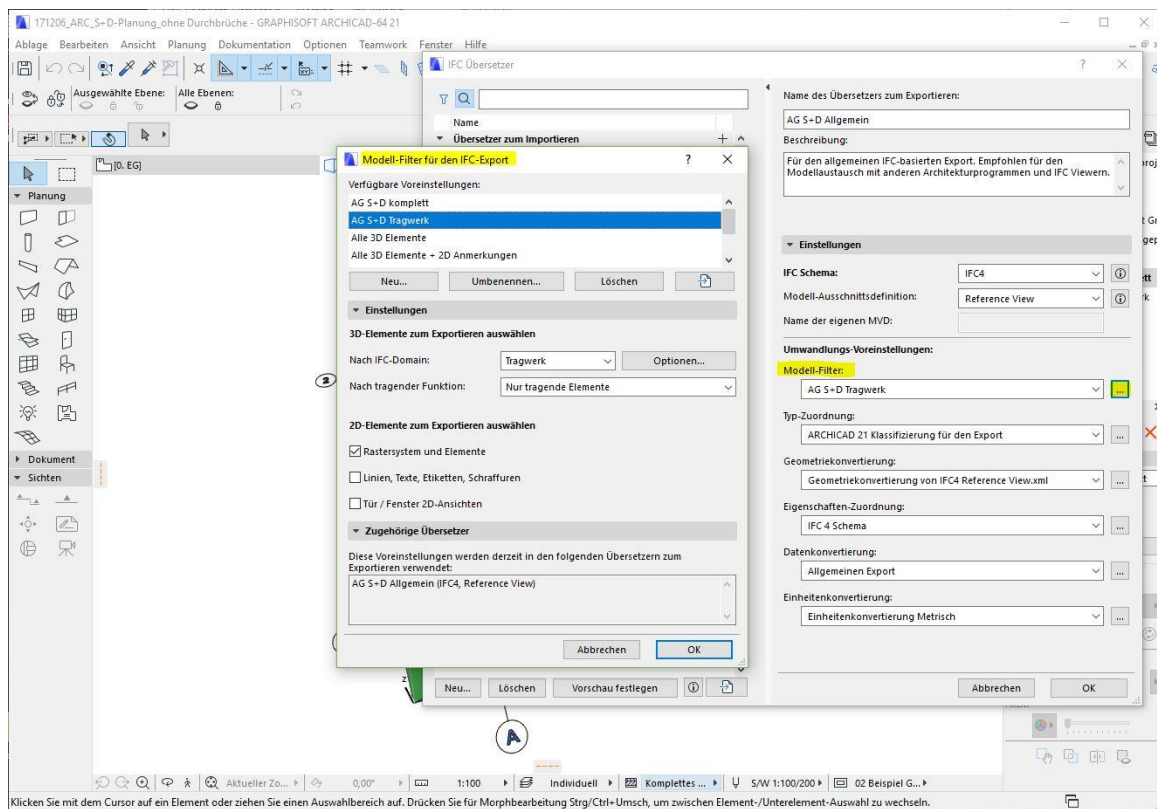 171206_ARC_S+D-Planung_ohne Durchbrüche - GRAPHISOFT ARCHICAD-64 21
Ablage Bearbeiten Ansicht Planung Dokumentation Optionen Teamwork Fenster Hilfe
Ausgewählte Ebene: Alle Ebenen:
[0. EG]
Planung
Dokument
Sichten
2
A
z
IFC Übersetzer
Name
Übersetzer zum Importieren
Modell-Filter für den IFC-Export
Verfügbare Voreinstellungen:
AG S+D komplett
AG S+D Tragwerk
Alle 3D Elemente
Alle 3D Elemente + 2D Anmerkungen
Neu... Umbenennen... Löschen
Einstellungen
3D-Elemente zum Exportieren auswählen
Nach IFC-Domain: Tragwerk Optionen...
Nach tragender Funktion: Nur tragende Elemente
2D-Elemente zum Exportieren auswählen
Rastersystem und Elemente
Linien, Texte, Etiketten, Schraffuren
Tür / Fenster 2D-Ansichten
Zugehörige Übersetzer
Diese Voreinstellungen werden derzeit in den folgenden Übersetzern zum
Exportieren verwendet:
AG S+D Allgemein (IFC4, Reference View)
Abbrechen OK
Neu... Löschen Vorschau festlegen
Name des Übersetzers zum Exportieren:
AG S+D Allgemein
Beschreibung:
Für den allgemeinen IFC-basierten Export. Empfohlen für den
Modellaustausch mit anderen Architekturprogrammen und IFC Viewern.
Einstellungen
IFC Schema: IFC4
Modell-Ausschnittsdefinition: Reference View
Name der eigenen MVD:
Umwandlungs-Voreinstellungen:
Modell-Filter:
AG S+D Tragwerk
Typ-Zuordnung:
ARCHICAD 21 Klassifizierung für den Export
Geometriekonvertierung:
Geometriekonvertierung von IFC4 Reference View.xml
Eigenschaften-Zuordnung:
IFC 4 Schema
Datenkonvertierung:
Allgemeinen Export
Einheitenkonvertierung:
Einheitenkonvertierung Metrisch
Abbrechen OK
Aktueller Zo... 0,00° 1:100 Individuell Komplettes ... S/W 1:100/200 02 Beispiel G...
Klicken Sie mit dem Cursor auf ein Element oder ziehen Sie einen Auswahlbereich auf. Drücken Sie für Morphbearbeitung Strg/Ctrl+Umsch, um zwischen Element-/Unterelement-Auswahl zu wechseln.